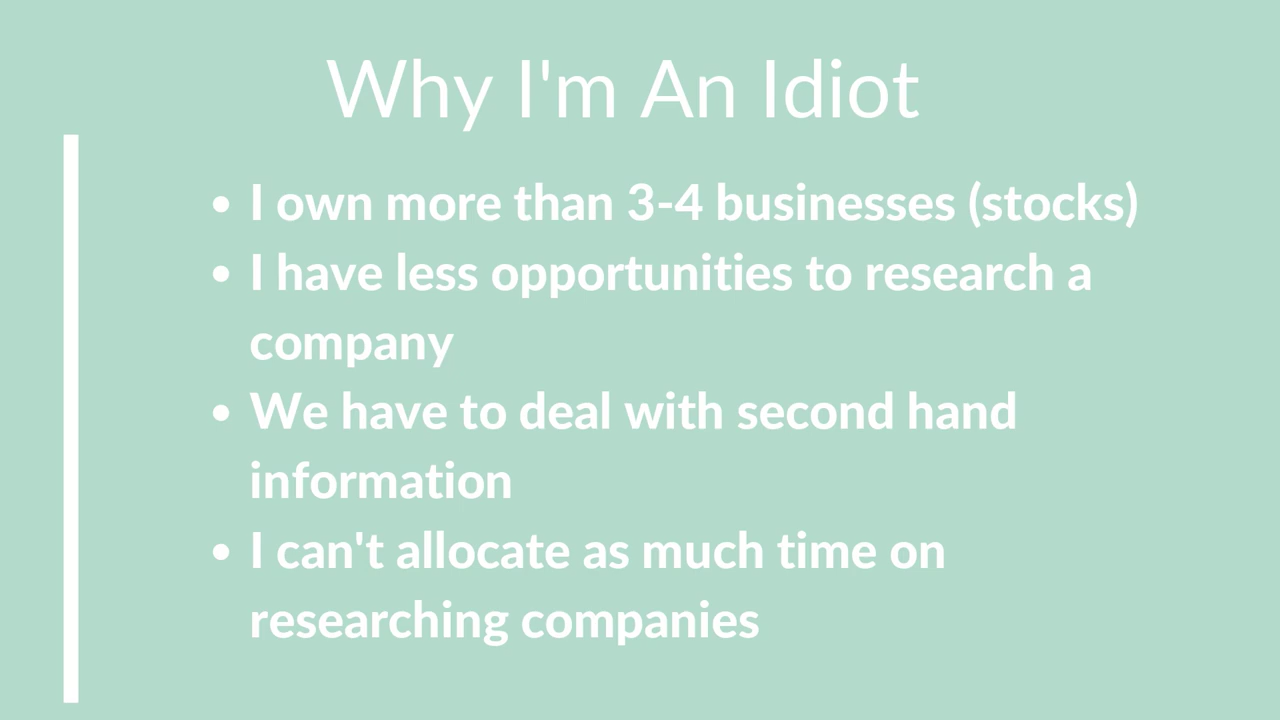 Why I'm An Idiot
• I own more than 3-4 businesses (stocks)
• I have less opportunities to research a
company
• We have to deal with second hand
information
• I can't allocate as much time on
researching companies